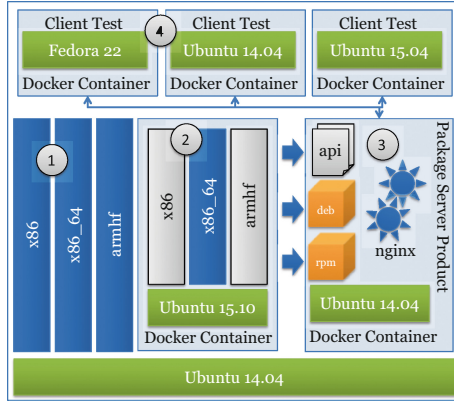 Client Test
Client Test
Client Test
4
Fedora 22
Ubuntu 14.04
Ubuntu 15.04
Docker Container
Docker Container
Docker Container
1
x86
x86_64
armhf
2
x86
x86_64
armhf
Ubuntu 15.10
Docker Container
3
api
deb
rpm
nginx
Ubuntu 14.04
Docker Container
Package Server Product
Ubuntu 14.04